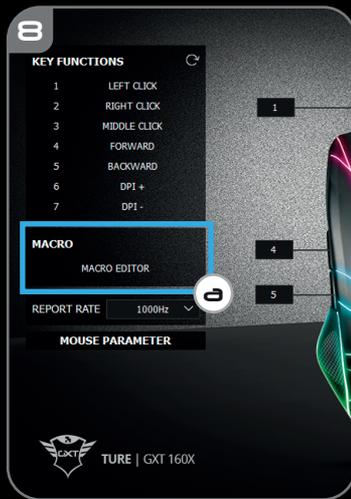 8
KEY FUNCTIONS
1 LEFT CLICK
2 RIGHT CLICK
3 MIDDLE CLICK
4 FORWARD
5 BACKWARD
6 DPI +
7 DPI -
MACRO
MACRO EDITOR
a
REPORT RATE 1000Hz
MOUSE PARAMETER
1
4
5
GXT
TURE | GXT 160X